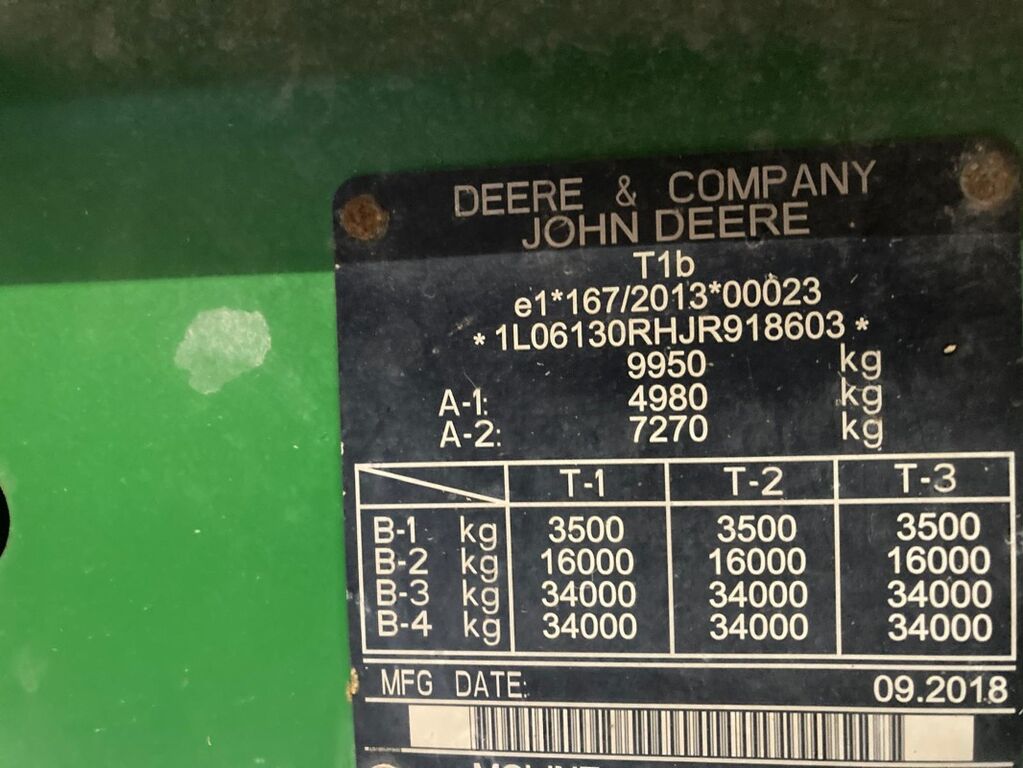 DEERE & COMPANY
JOHN DEERE
T1b
e1*167/2013*00023
*1L06130RHJR918603*
9950 kg
A-1: 4980 kg
A-2: 7270 kg
T-1 T-2 T-3
B-1 kg 3500 3500 3500
B-2 kg 16000 16000 16000
B-3 kg 34000 34000 34000
B-4 kg 34000 34000 34000
MFG DATE: 09.2018